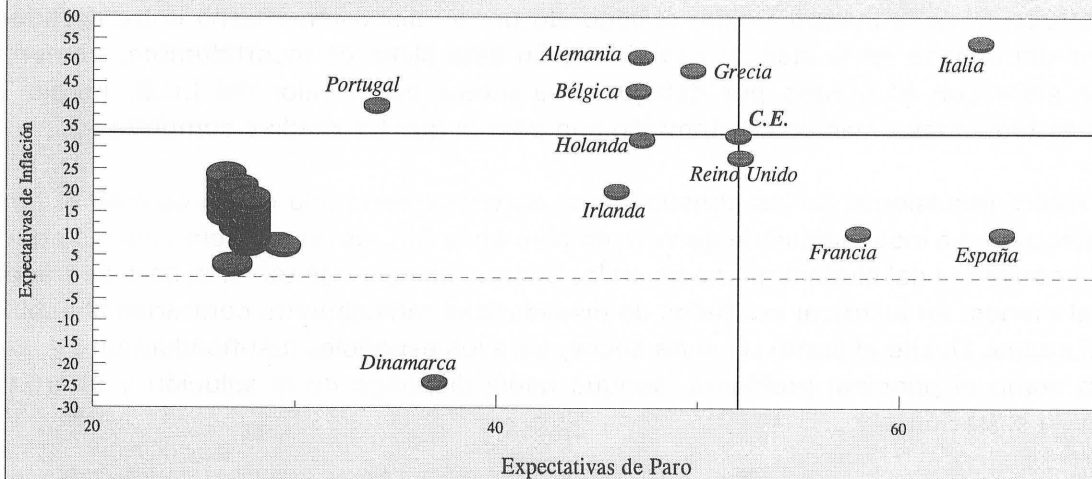 60
55
50
45
40
35
30
25
20
15
10
5
0
-5
-10
-15
-20
-25
-30
Expectativas de Inflación
Portugal
Alemania
Bélgica
Grecia
Italia
C.E.
Holanda
Reino Unido
Irlanda
Francia
España
Dinamarca
20
40
60
Expectativas de Paro